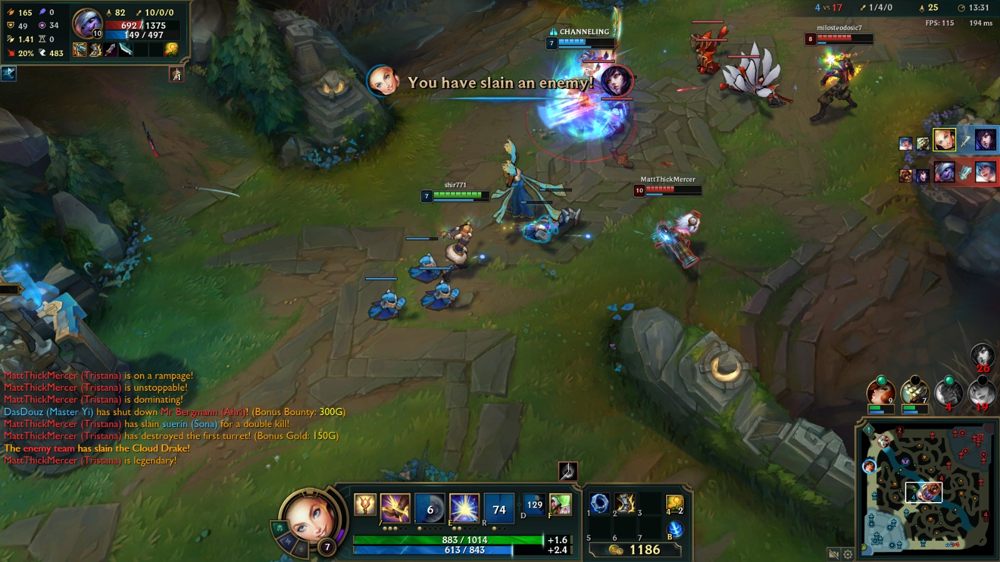 165 0 82 10/0/0
49 34 692 / 1375
1.41 0 149 / 497
20% 483 10
1
4 vs 17 1/4/0 25 13:31
FPS: 115 194 ms
CHANNELING
7
milosteodosic7
8
You have slain an enemy!
MattThickMercer
10
shir771
7
MattThickMercer (Tristana) is on a rampage!
MattThickMercer (Tristana) is unstoppable!
MattThickMercer (Tristana) is dominating!
DasDouz (Master Yi) has shut down Mr Bergmann (Ahri)! (Bonus Bounty: 300G)
MattThickMercer (Tristana) has slain suerin (Sona) for a double kill!
MattThickMercer (Tristana) has destroyed the first turret! (Bonus Gold: 150G)
The enemy team has slain the Cloud Drake!
MattThickMercer (Tristana) is legendary!
26
9 7 4 19
2
4
4
4
6 E R 74 D 129 F
7
883 / 1014 +1.6
613 / 843 +2.4
1 2 3 4 2
5 6 7 B
1186